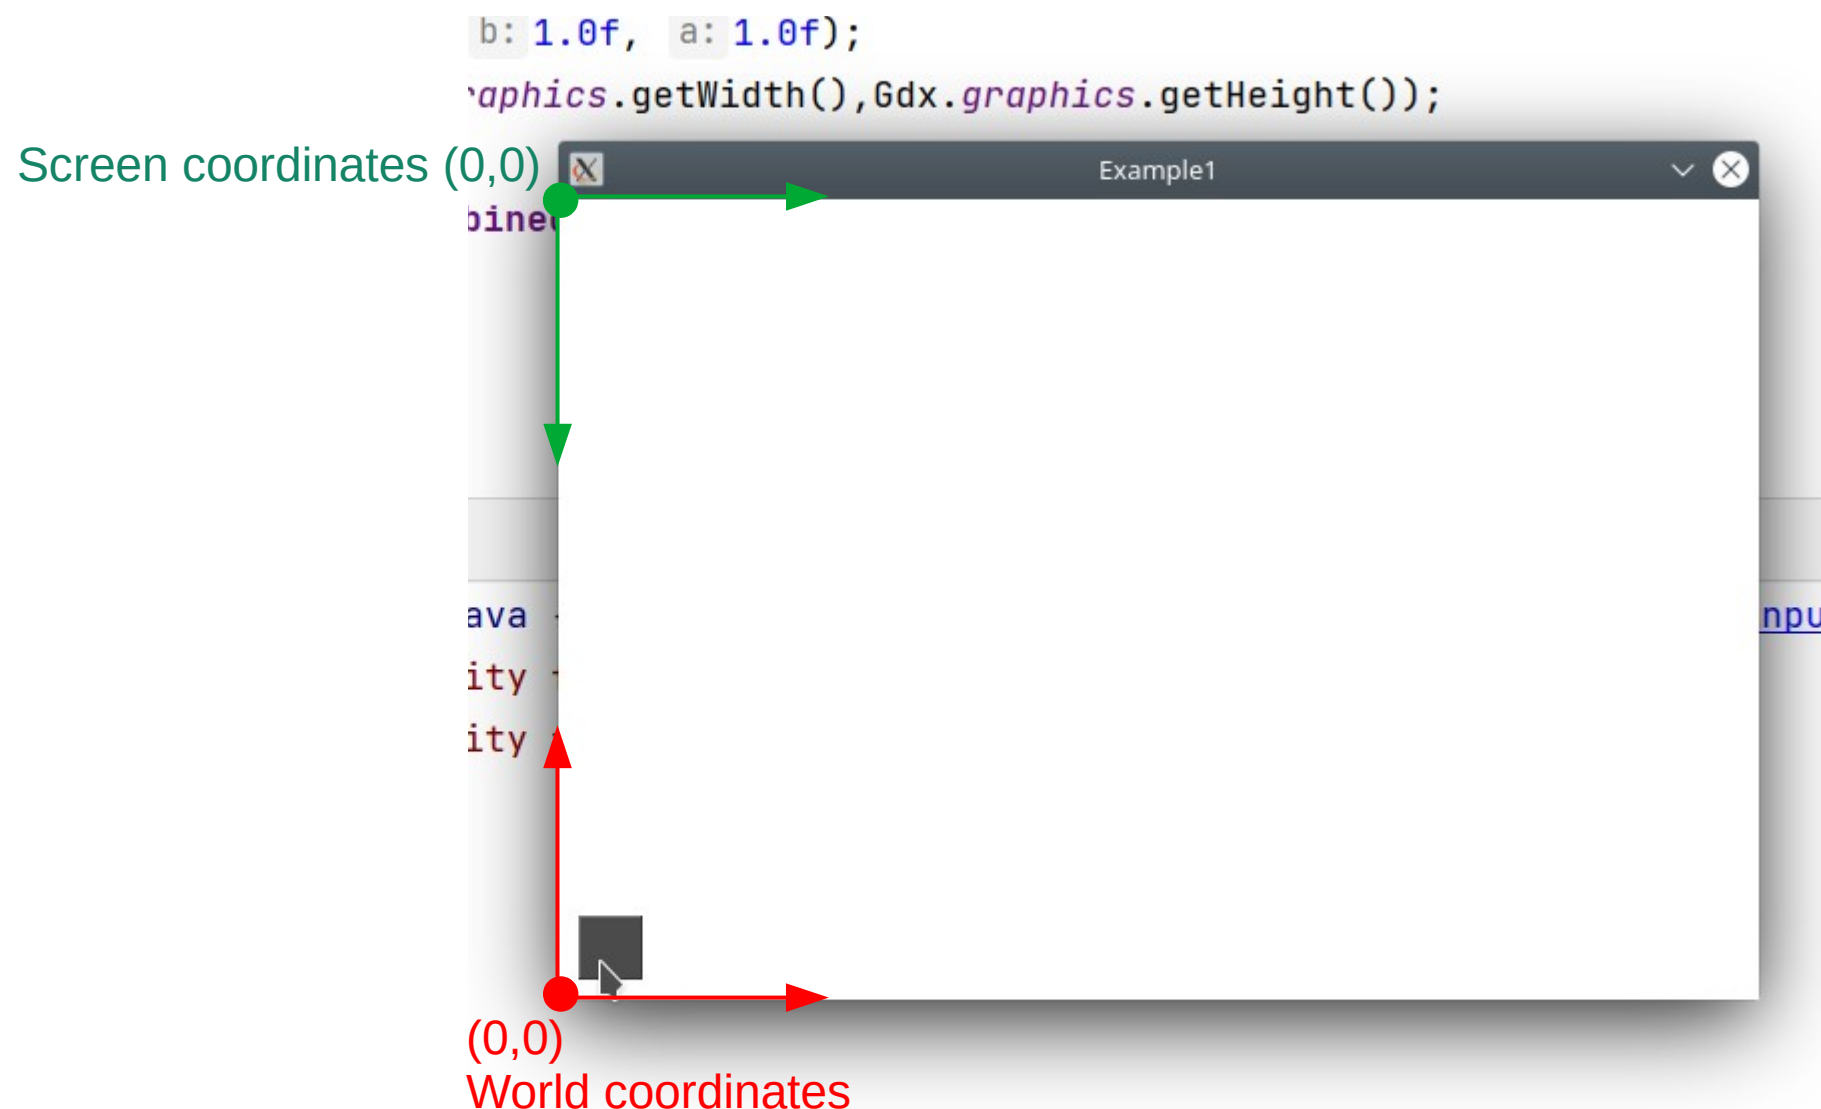 b: 1.0f, a: 1.0f);
raphics.getWidth(),Gdx.graphics.getHeight());
Screen coordinates (0,0)
Example1
bine
ava -
npu
ity
ity
(0,0)
World coordinates